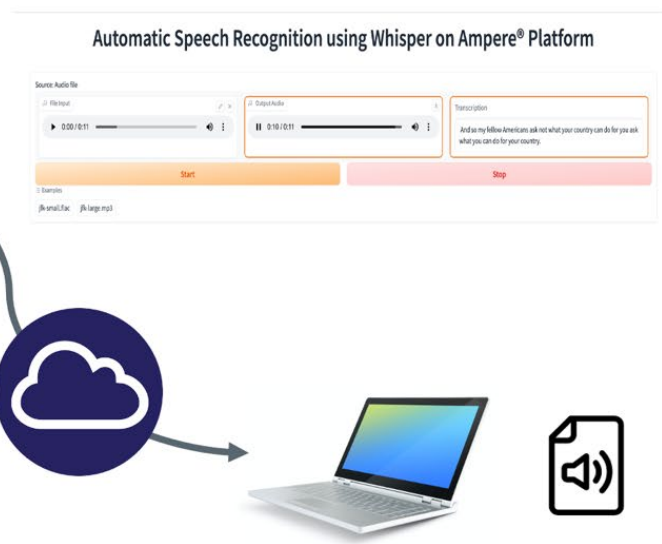 Automatic Speech Recognition using Whisper on Ampere® Platform
Source: Audio file
File Input
0:00 / 0:11
Output Audio
0:10 / 0:11
Transcription
And so my fellow Americans ask not what your country can do for you ask
what you can do for your country.
Start
Stop
Examples
jfk-small.flac jfk-large.mp3